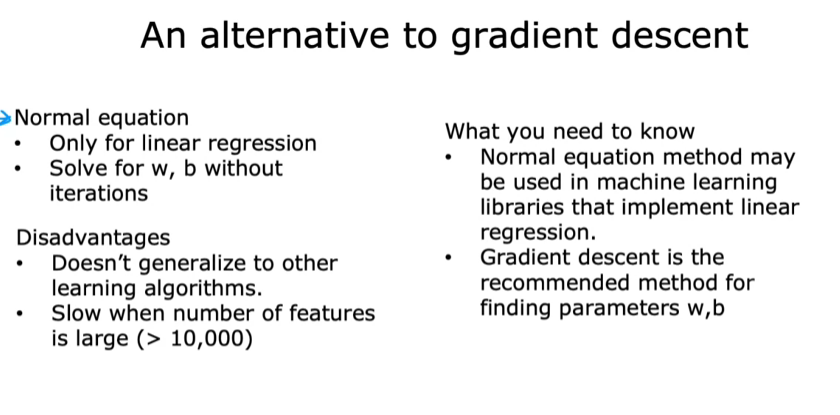 An alternative to gradient descent
Normal equation
• Only for linear regression
• Solve for w, b without
iterations
Disadvantages
• Doesn't generalize to other
learning algorithms.
• Slow when number of features
is large (> 10,000)
What you need to know
• Normal equation method may
be used in machine learning
libraries that implement linear
regression.
• Gradient descent is the
recommended method for
finding parameters w,b